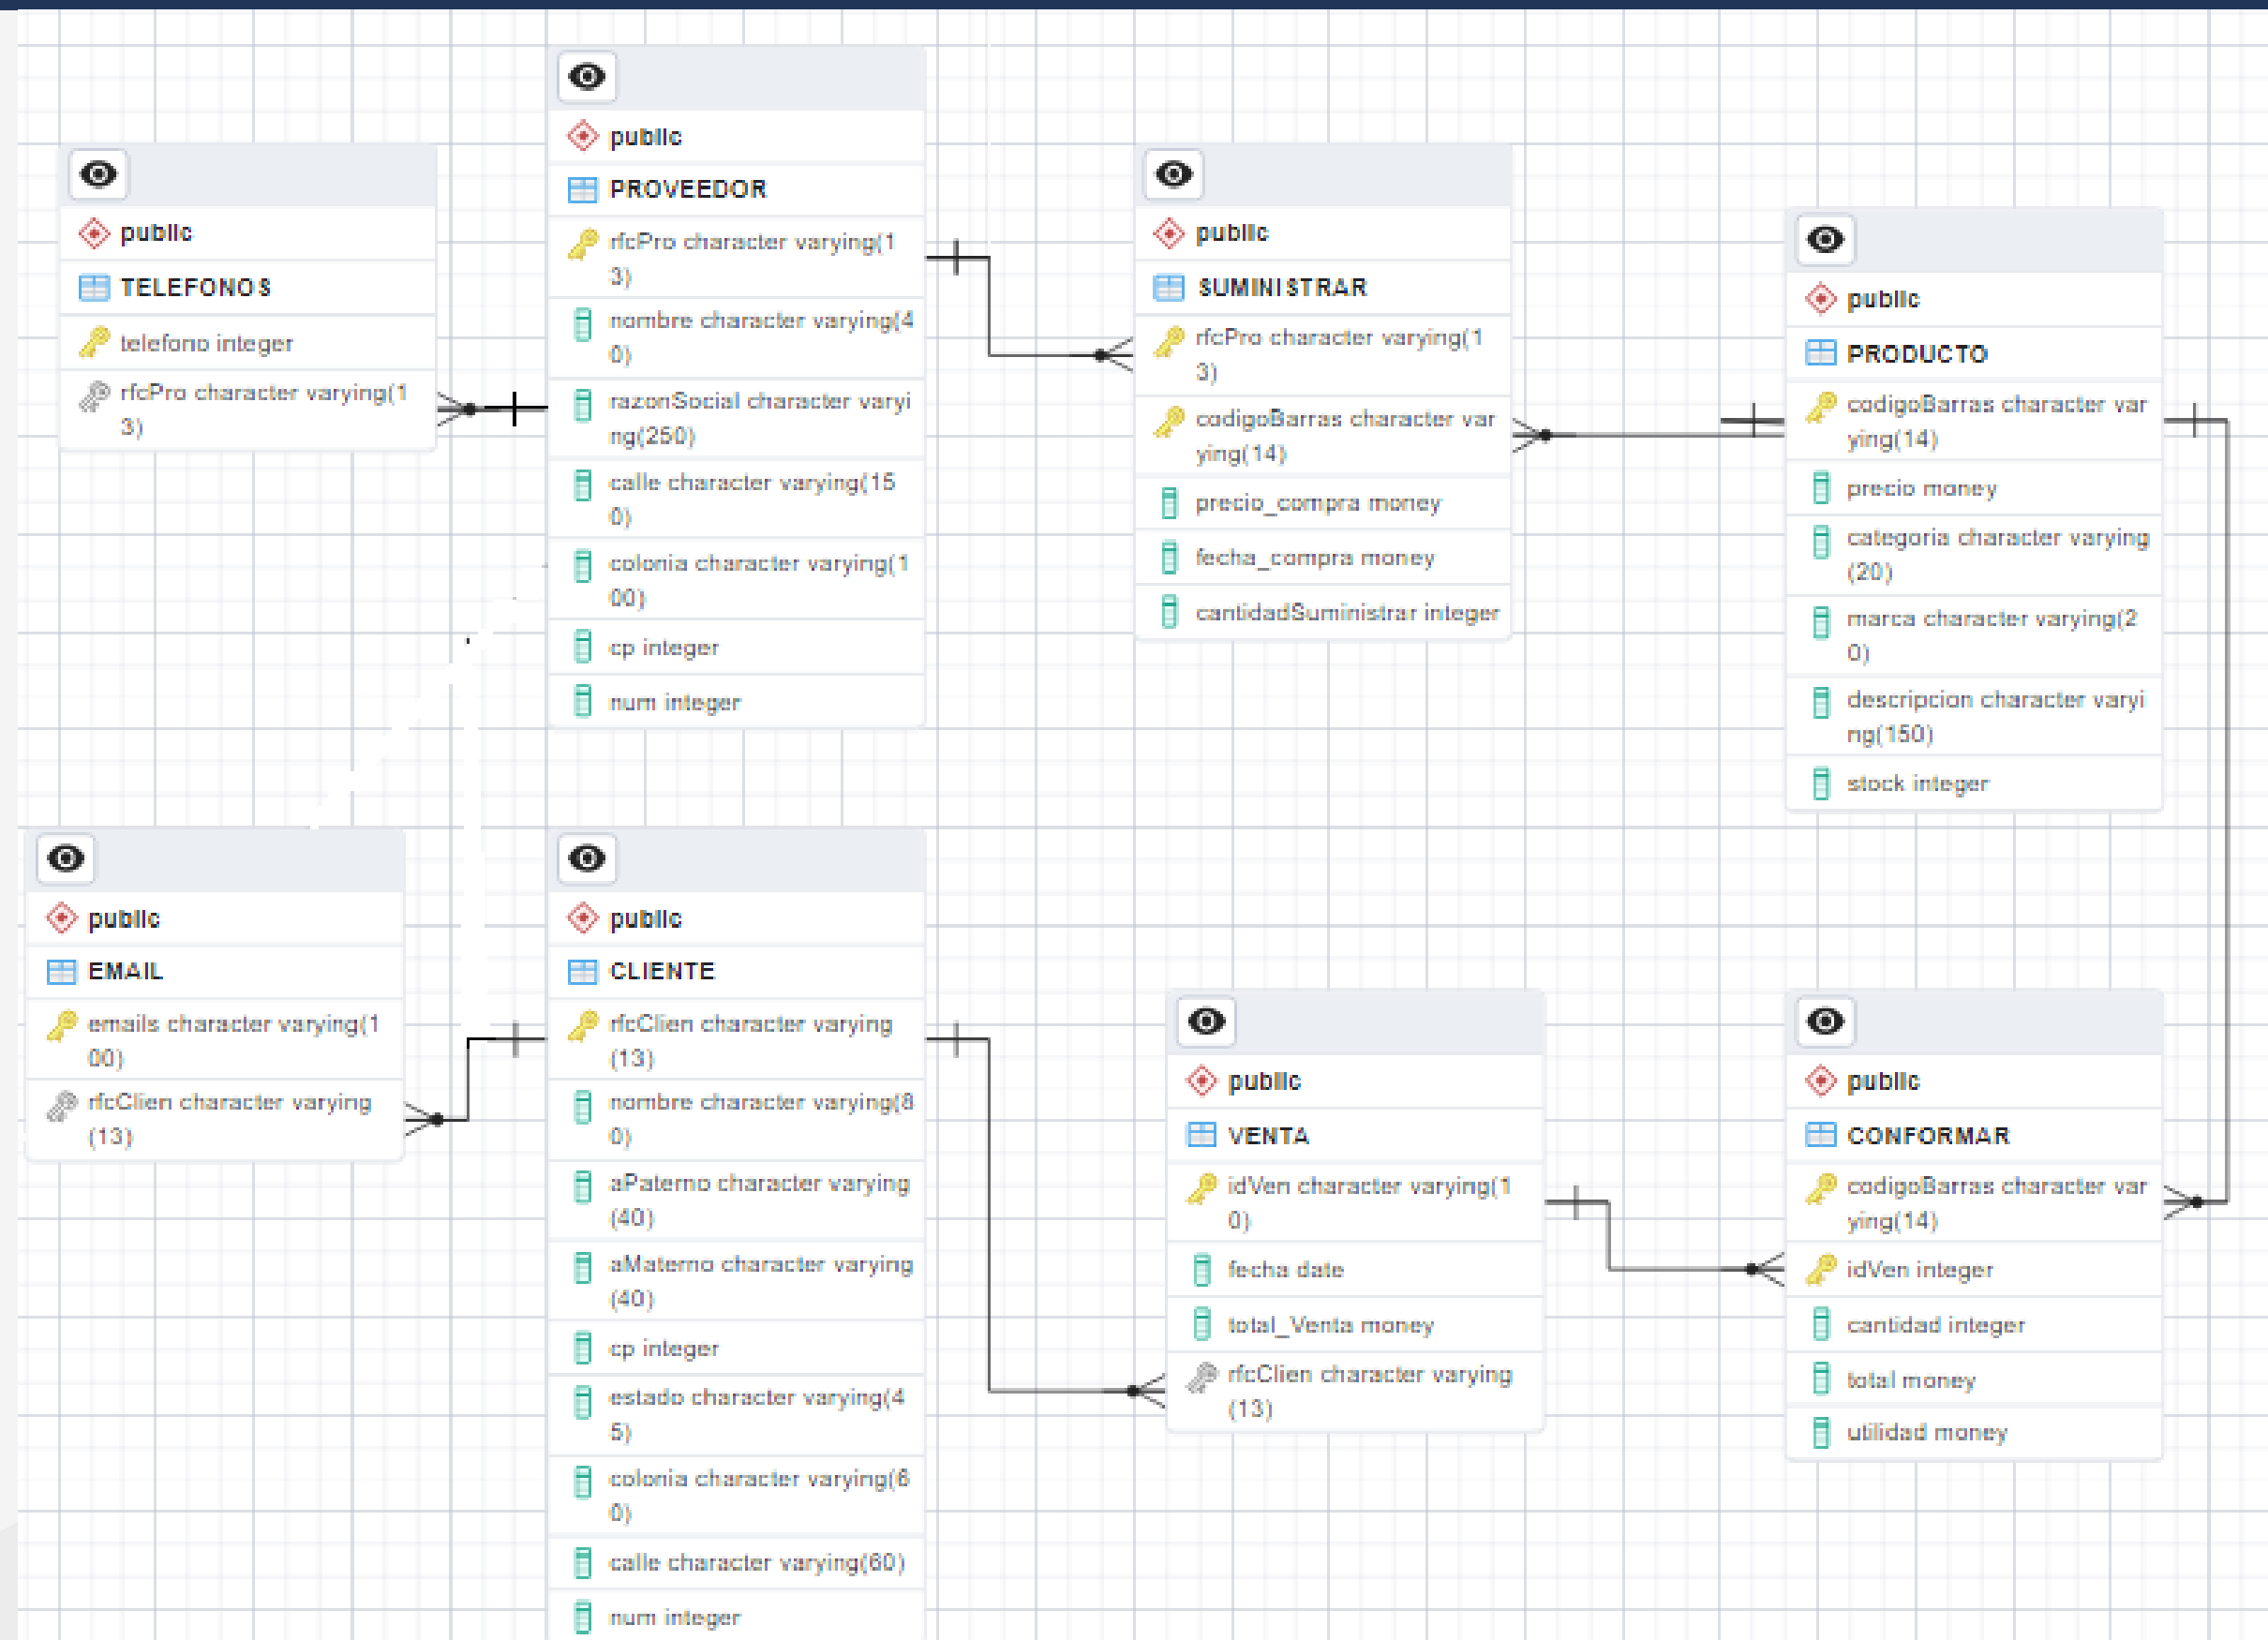 public
TELEFONOS
telefono integer
rfcPro character varying(1
3)
public
PROVEEDOR
rfcPro character varying(1
3)
nombre character varying(4
0)
razonSocial character varyi
ng(250)
calle character varying(15
0)
colonia character varying(1
00)
cp integer
num integer
public
SUMINISTRAR
rfcPro character varying(1
3)
codigoBarras character var
ying(14)
precio_compra money
fecha_compra money
cantidadSuministrar integer
public
PRODUCTO
codigoBarras character var
ying(14)
precio money
categoria character varying
(20)
marca character varying(2
0)
descripcion character varyi
ng(150)
stock integer
public
EMAIL
emails character varying(1
00)
rfcClien character varying
(13)
public
CLIENTE
rfcClien character varying
(13)
nombre character varying(8
0)
aPaterno character varying
(40)
aMaterno character varying
(40)
cp integer
estado character varying(4
5)
colonia character varying(6
0)
calle character varying(60)
num integer
public
VENTA
idVen character varying(1
0)
fecha date
total_Venta money
rfcClien character varying
(13)
public
CONFORMAR
codigoBarras character var
ying(14)
idVen integer
cantidad integer
total money
utilidad money